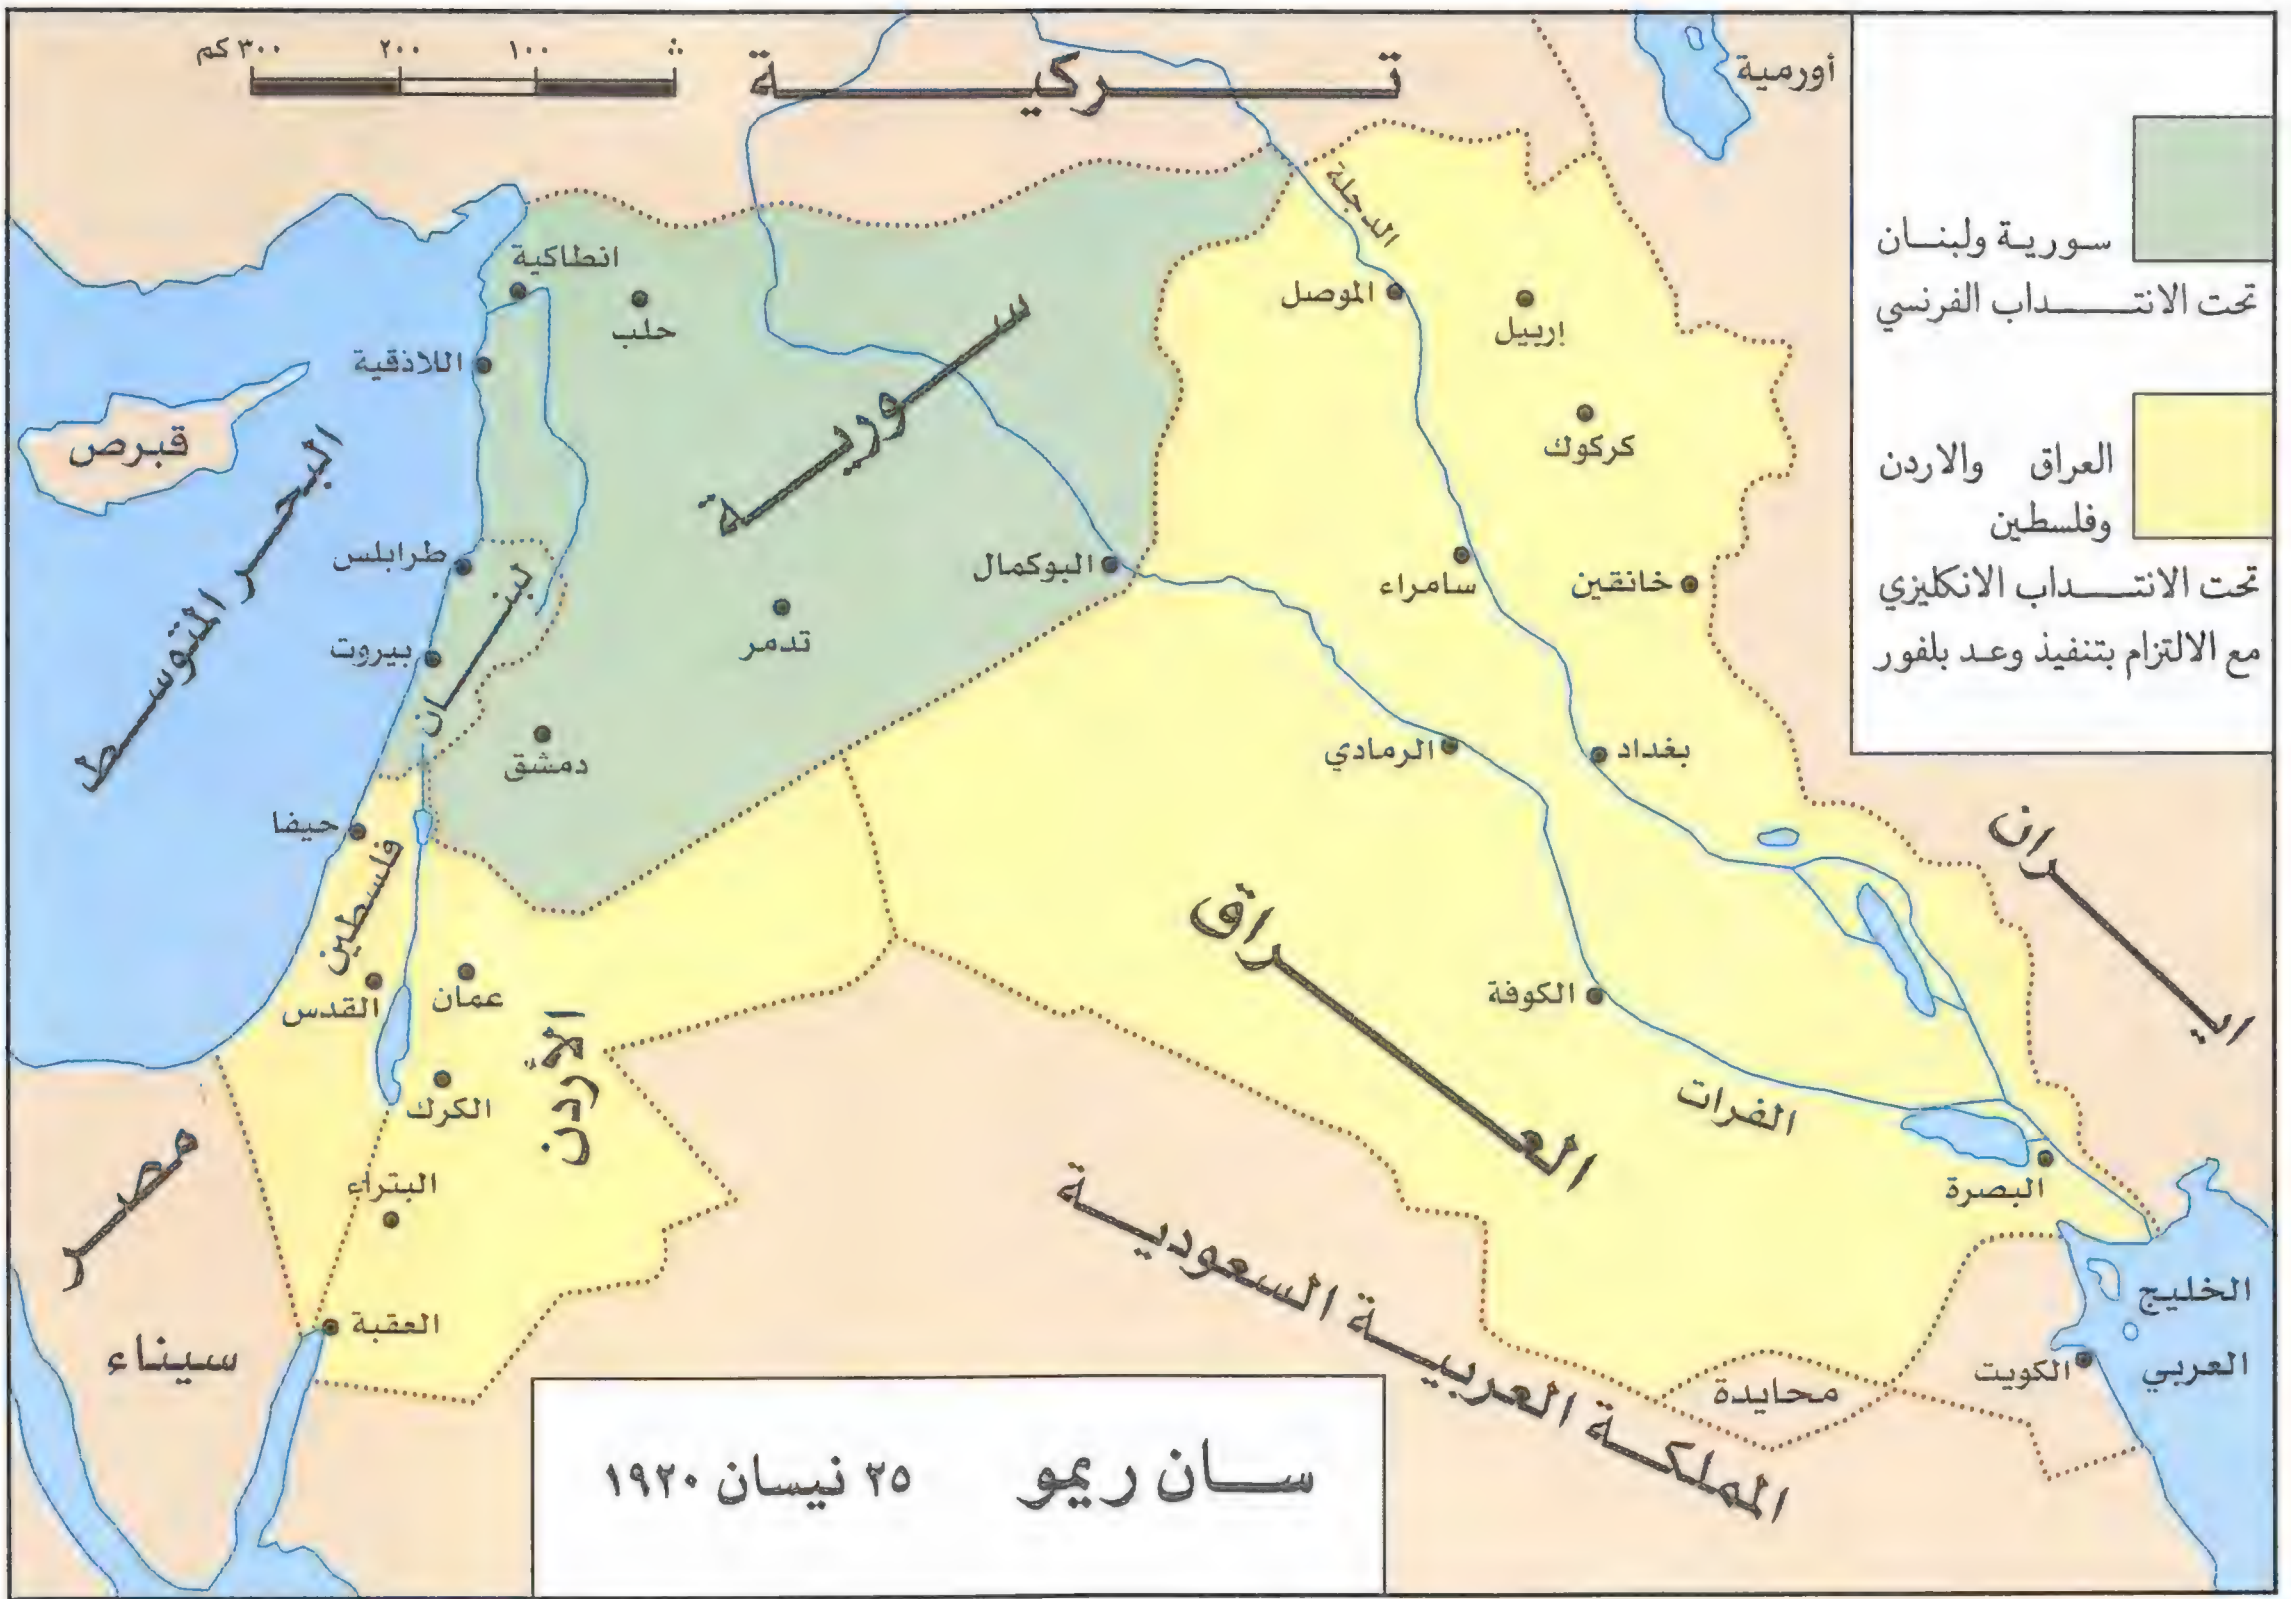 ٣٠٠ كم ٢٠٠ ١٠٠ ٠
تركية
أورمية
سورية ولبنان
تحت الانتداب الفرنسي
العراق والاردن
وفلسطين
تحت الانتداب الانكليزي
مع الالتزام بتنفيذ وعد بلفور
الدجلة
انطاكية
حلب
الموصل
إربيل
اللاذقية
سورية
قبرص
كركوك
البحر المتوسط
طرابلس
لبنان
البوكمال
سامراء
خانقين
تدمر
بيروت
دمشق
الرمادي
بغداد
حيفا
فلسطين
ايران
العراق
القدس
عمان
الكوفة
الأردن
الكرك
الفرات
مصر
البتراء
البصرة
المملكة العربية السعودية
العقبة
سيناء
الخليج
العربي
الكويت
محايدة
سان ريمو ٢٥ نيسان ١٩٢٠